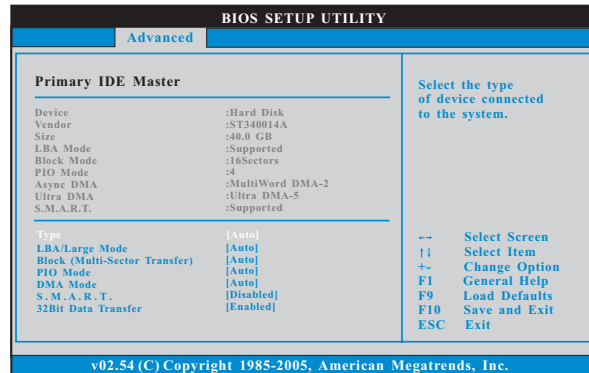 BIOS SETUP UTILITY
Advanced
Primary IDE Master
Device :Hard Disk
Vendor :ST340014A
Size :40.0 GB
LBA Mode :Supported
Block Mode :16Sectors
PIO Mode :4
Async DMA :MultiWord DMA-2
Ultra DMA :Ultra DMA-5
S.M.A.R.T. :Supported
Type [Auto]
LBA/Large Mode [Auto]
Block (Multi-Sector Transfer) [Auto]
PIO Mode [Auto]
DMA Mode [Auto]
S.M.A.R.T. [Disabled]
32Bit Data Transfer [Enabled]
Select the type
of device connected
to the system.
←→ Select Screen
↑↓ Select Item
+- Change Option
F1 General Help
F9 Load Defaults
F10 Save and Exit
ESC Exit
v02.54 (C) Copyright 1985-2005, American Megatrends, Inc.